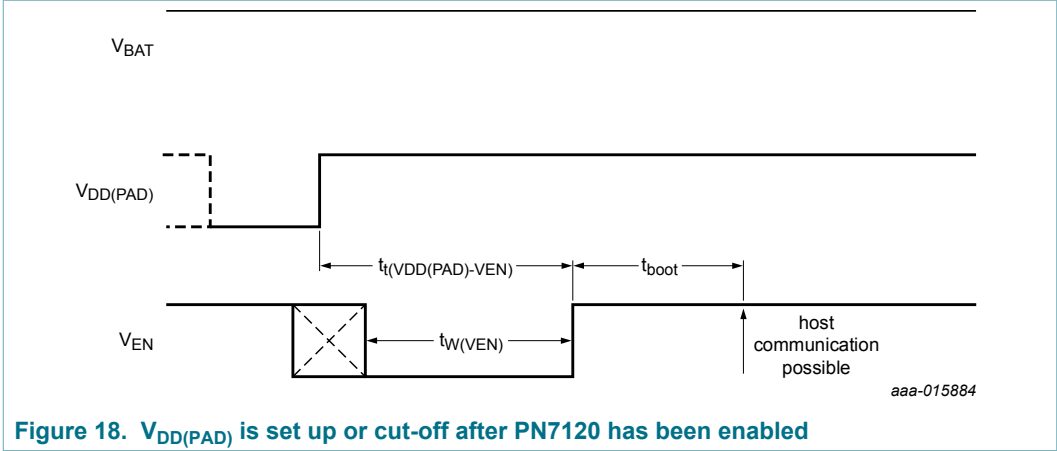 VBAT
VDD(PAD)
tt(VDD(PAD)-VEN)
tboot
VEN
tW(VEN)
host
communication
possible
aaa-015884
Figure 18. VDD(PAD) is set up or cut-off after PN7120 has been enabled